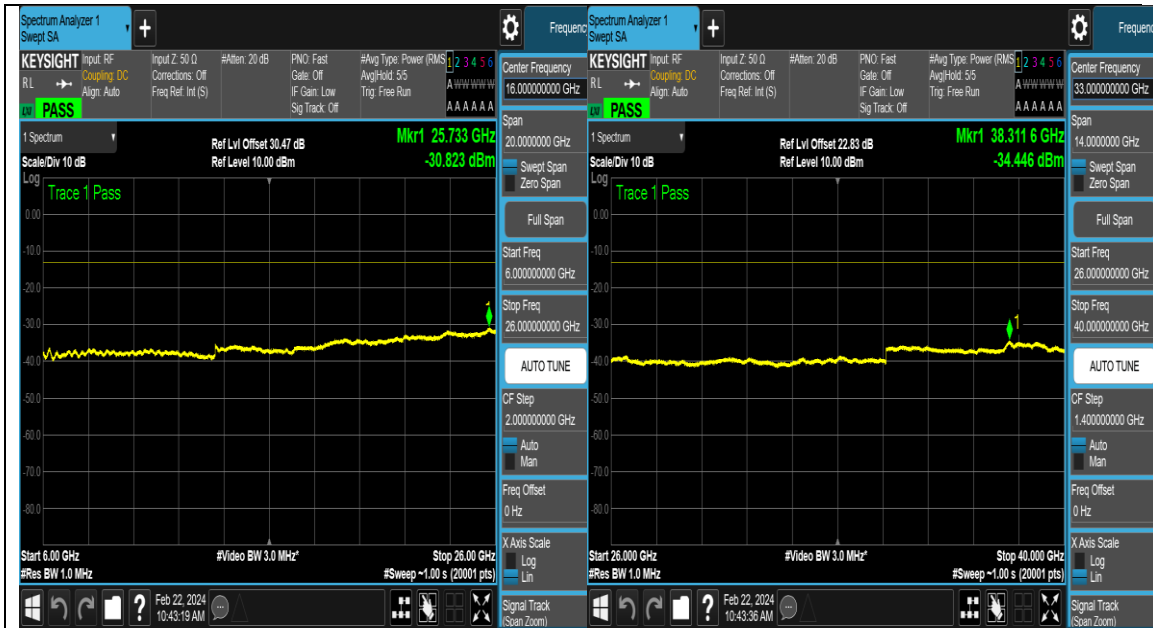 Spectrum Analyzer 1
Swept SA
+
Frequenc
KEYSIGHT
Input: RF
Input Z: 50 Ω
#Atten: 20 dB
PNO: Fast
#Avg Type: Power (RMS
1 2 3 4 5 6
RL
Coupling: DC
Corrections: Off
Gate: Off
Avg|Hold: 5/5
Align: Auto
Freq Ref: Int (S)
IF Gain: Low
Trig: Free Run
A W W W W W
Sig Track: Off
PASS
A A A A A A
1 Spectrum
Ref Lvl Offset 30.47 dB
Mkr1 25.733 GHz
Scale/Div 10 dB
Ref Level 10.00 dBm
-30.823 dBm
Log
Trace 1 Pass
0.00
-10.0
-20.0
-30.0
-40.0
-50.0
-60.0
-70.0
-80.0
1
Start 6.00 GHz
#Video BW 3.0 MHz*
Stop 26.00 GHz
#Res BW 1.0 MHz
#Sweep ~1.00 s (20001 pts)
Center Frequency
16.000000000 GHz
Span
20.0000000 GHz
Swept Span
Zero Span
Full Span
Start Freq
6.000000000 GHz
Stop Freq
26.000000000 GHz
AUTO TUNE
CF Step
2.000000000 GHz
Auto
Man
Freq Offset
0 Hz
X Axis Scale
Log
Lin
Signal Track
(Span Zoom)
?
Feb 22, 2024
10:43:19 AM
Spectrum Analyzer 1
Swept SA
+
Frequenc
KEYSIGHT
Input: RF
Input Z: 50 Ω
#Atten: 20 dB
PNO: Fast
#Avg Type: Power (RMS
1 2 3 4 5 6
RL
Coupling: DC
Corrections: Off
Gate: Off
Avg|Hold: 5/5
Align: Auto
Freq Ref: Int (S)
IF Gain: Low
Trig: Free Run
A W W W W W
Sig Track: Off
PASS
A A A A A A
1 Spectrum
Ref Lvl Offset 22.83 dB
Mkr1 38.311 6 GHz
Scale/Div 10 dB
Ref Level 10.00 dBm
-34.446 dBm
Log
Trace 1 Pass
0.00
-10.0
-20.0
-30.0
-40.0
-50.0
-60.0
-70.0
-80.0
1
Start 26.000 GHz
#Video BW 3.0 MHz*
Stop 40.000 GHz
#Res BW 1.0 MHz
#Sweep ~1.00 s (20001 pts)
Center Frequency
33.000000000 GHz
Span
14.0000000 GHz
Swept Span
Zero Span
Full Span
Start Freq
26.000000000 GHz
Stop Freq
40.000000000 GHz
AUTO TUNE
CF Step
1.400000000 GHz
Auto
Man
Freq Offset
0 Hz
X Axis Scale
Log
Lin
Signal Track
(Span Zoom)
?
Feb 22, 2024
10:43:36 AM